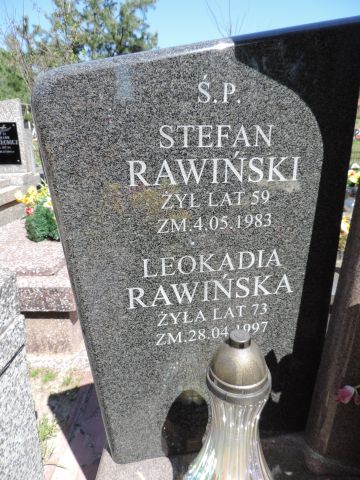 Ś.P.
STEFAN
RAWIŃSKI
ŻYŁ LAT 59
ZM.4.05.1983
LEOKADIA
RAWIŃSKA
ŻYŁA LAT 73
ZM.28.04.1997